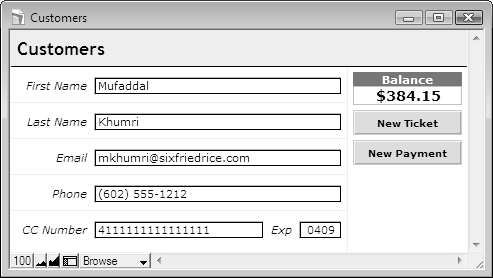 Customers
Customers
First Name Mufaddal
Last Name Khumri
Email mkhumri@sixfriedrice.com
Phone (602) 555-1212
CC Number 4111111111111111 Exp 0409
Balance
$384.15
New Ticket
New Payment
100 Browse